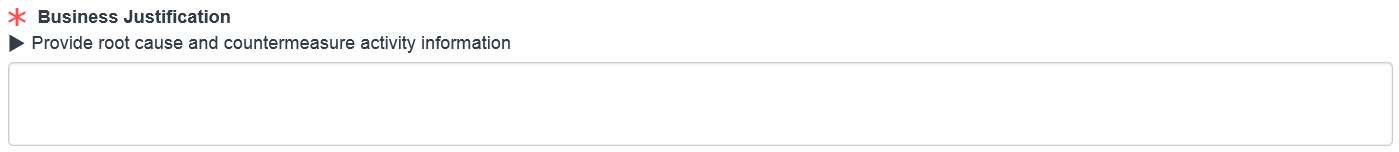 Business Justification
Provide root cause and countermeasure activity information